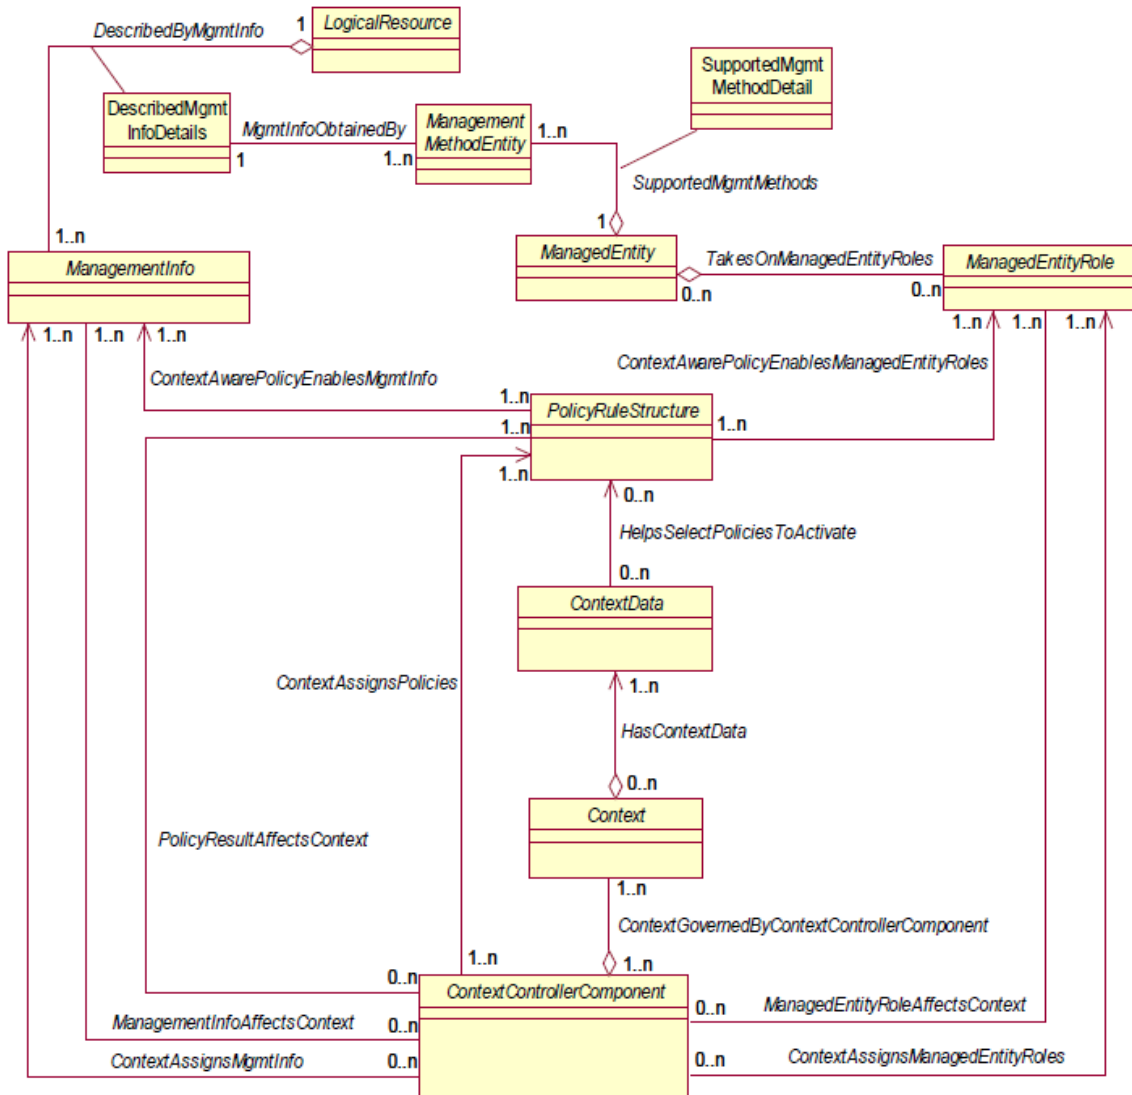 DescribedByMgmtInfo
1
LogicalResource
DescribedMgmt
InfoDetails
MgmtInfoObtainedBy
1
1..n
Management
MethodEntity
1..n
SupportedMgmt
MethodDetail
SupportedMgmtMethods
1
1..n
ManagementInfo
ManagedEntity
TakesOnManagedEntityRoles
0..n
0..n
ManagedEntityRole
1..n
1..n
1..n
1..n
1..n
1..n
ContextAwarePolicyEnablesMgmtInfo
ContextAwarePolicyEnablesManagedEntityRoles
1..n
1..n
1..n
PolicyRuleStructure
1..n
0..n
HelpsSelectPoliciesToActivate
0..n
ContextData
ContextAssignsPolicies
1..n
HasContextData
0..n
Context
PolicyResultAffectsContext
1..n
ContextGovernedByContextControllerComponent
1..n
1..n
0..n
ContextControllerComponent
ManagementInfoAffectsContext
0..n
0..n
ManagedEntityRoleAffectsContext
ContextAssignsMgmtInfo
0..n
0..n
ContextAssignsManagedEntityRoles